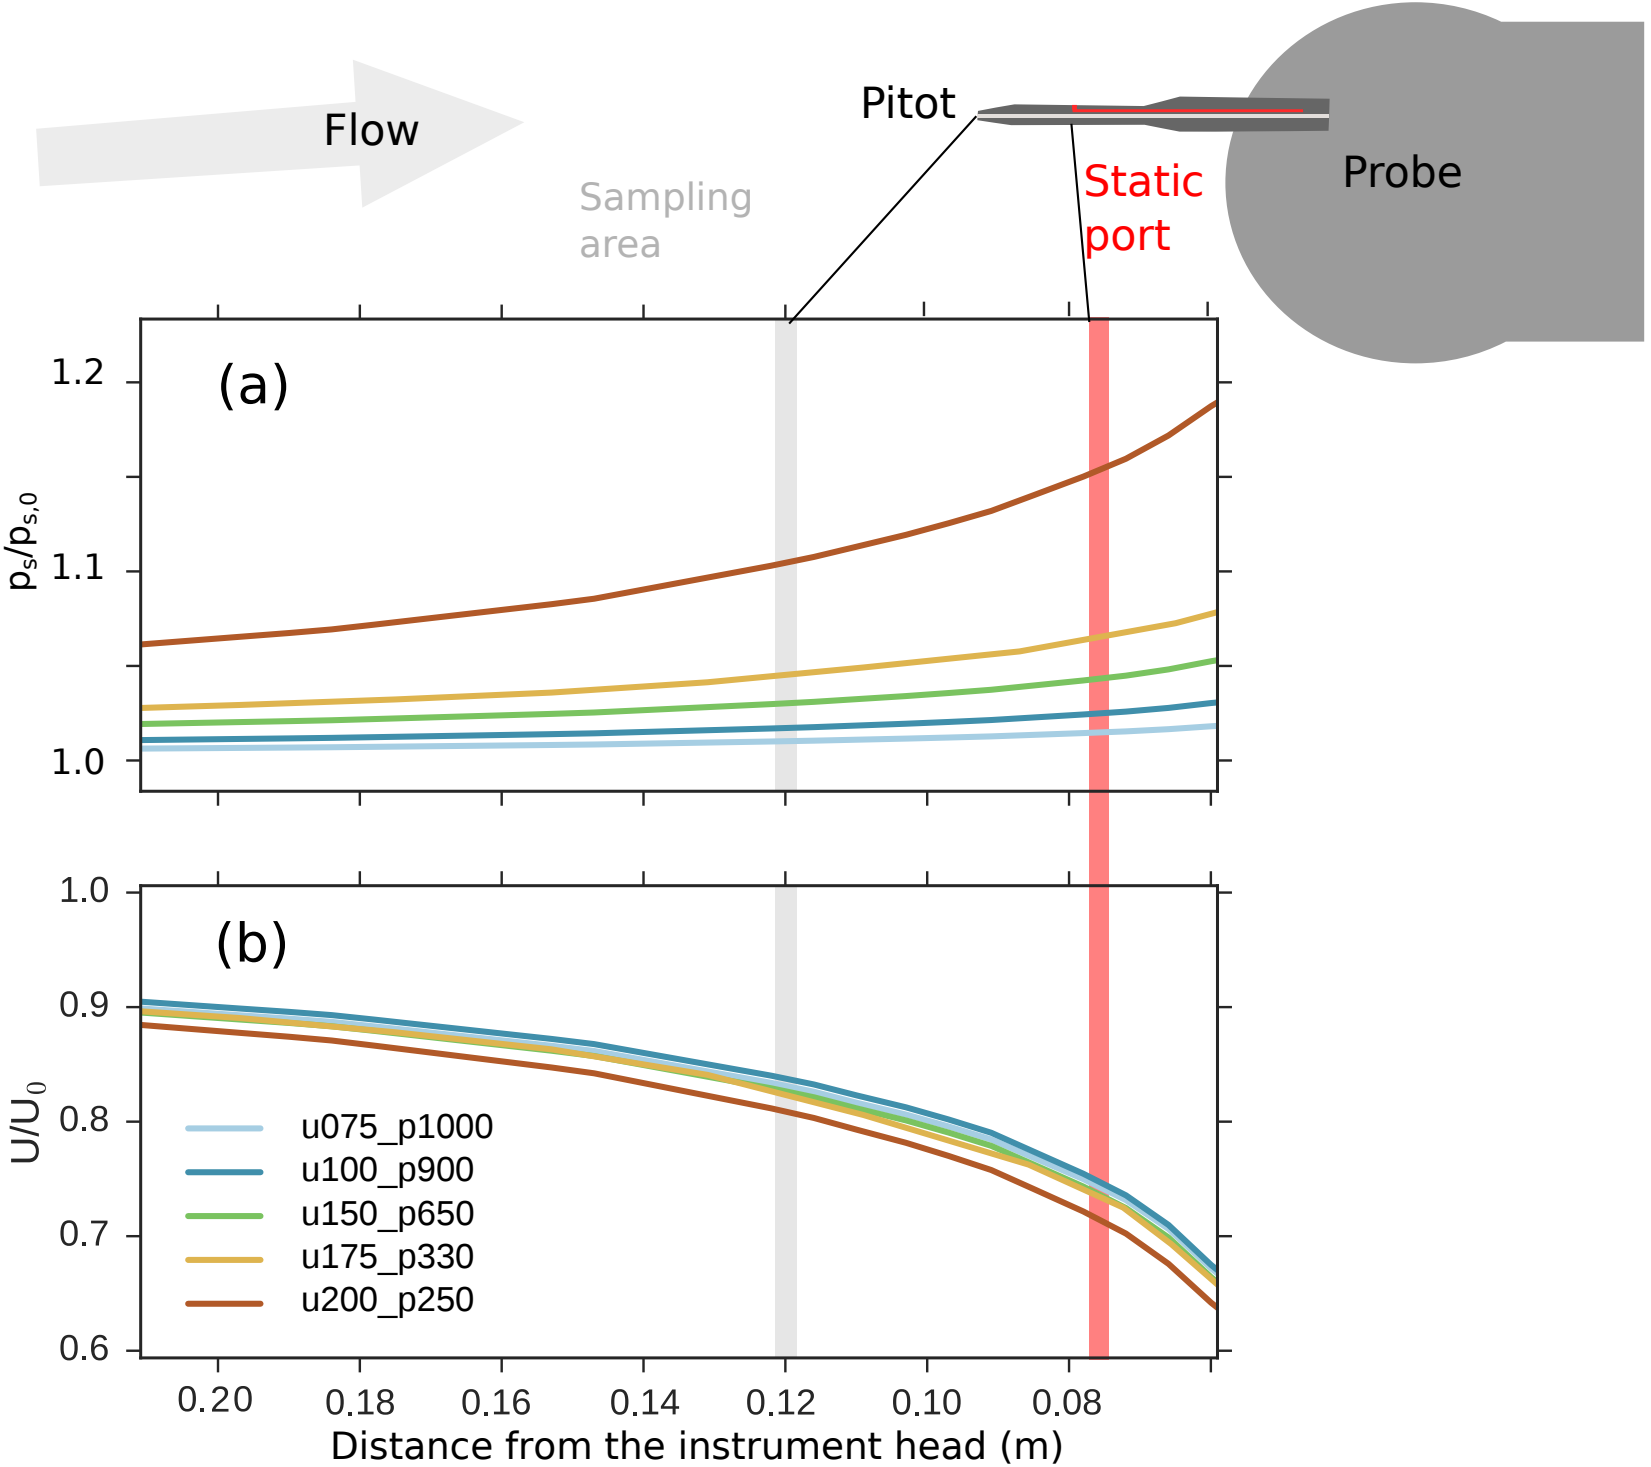 Pitot
Flow
Probe
Static
port
Sampling
area
(a)
1.2
1.1
1.0
pₛ/pₛ,₀
(b)
1.0
0.9
0.8
0.7
0.6
U/U₀
u075_p1000
u100_p900
u150_p650
u175_p330
u200_p250
0.20 0.18 0.16 0.14 0.12 0.10 0.08
Distance from the instrument head (m)